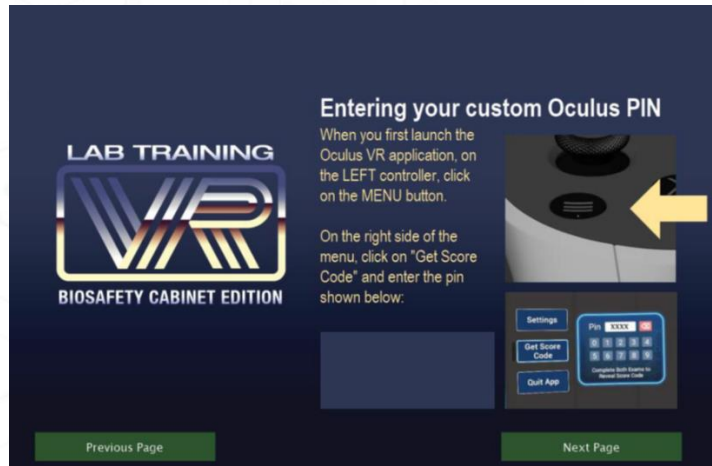 Entering your custom Oculus PIN
LAB TRAINING
VR
BIOSAFETY CABINET EDITION
When you first launch the
Oculus VR application, on
the LEFT controller, click
on the MENU button.
On the right side of the
menu, click on "Get Score
Code" and enter the pin
shown below:
Settings
Get Score
Code
Quit App
Pin XXXX
0 1 2 3 4
5 6 7 8 9
Complete Both Exams to
Reveal Score Code
Previous Page
Next Page